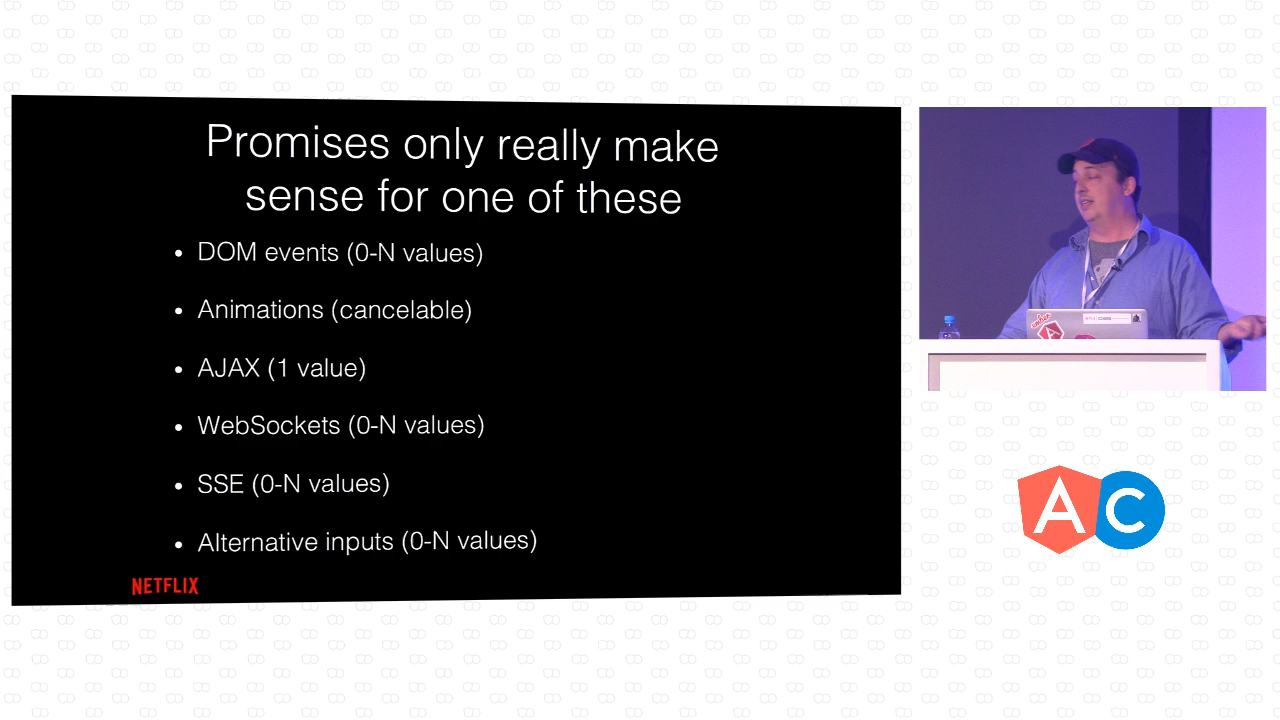 Promises only really make
sense for one of these
• DOM events (0-N values)
• Animations (cancelable)
• AJAX (1 value)
• WebSockets (0-N values)
• SSE (0-N values)
• Alternative inputs (0-N values)
NETFLIX
A C